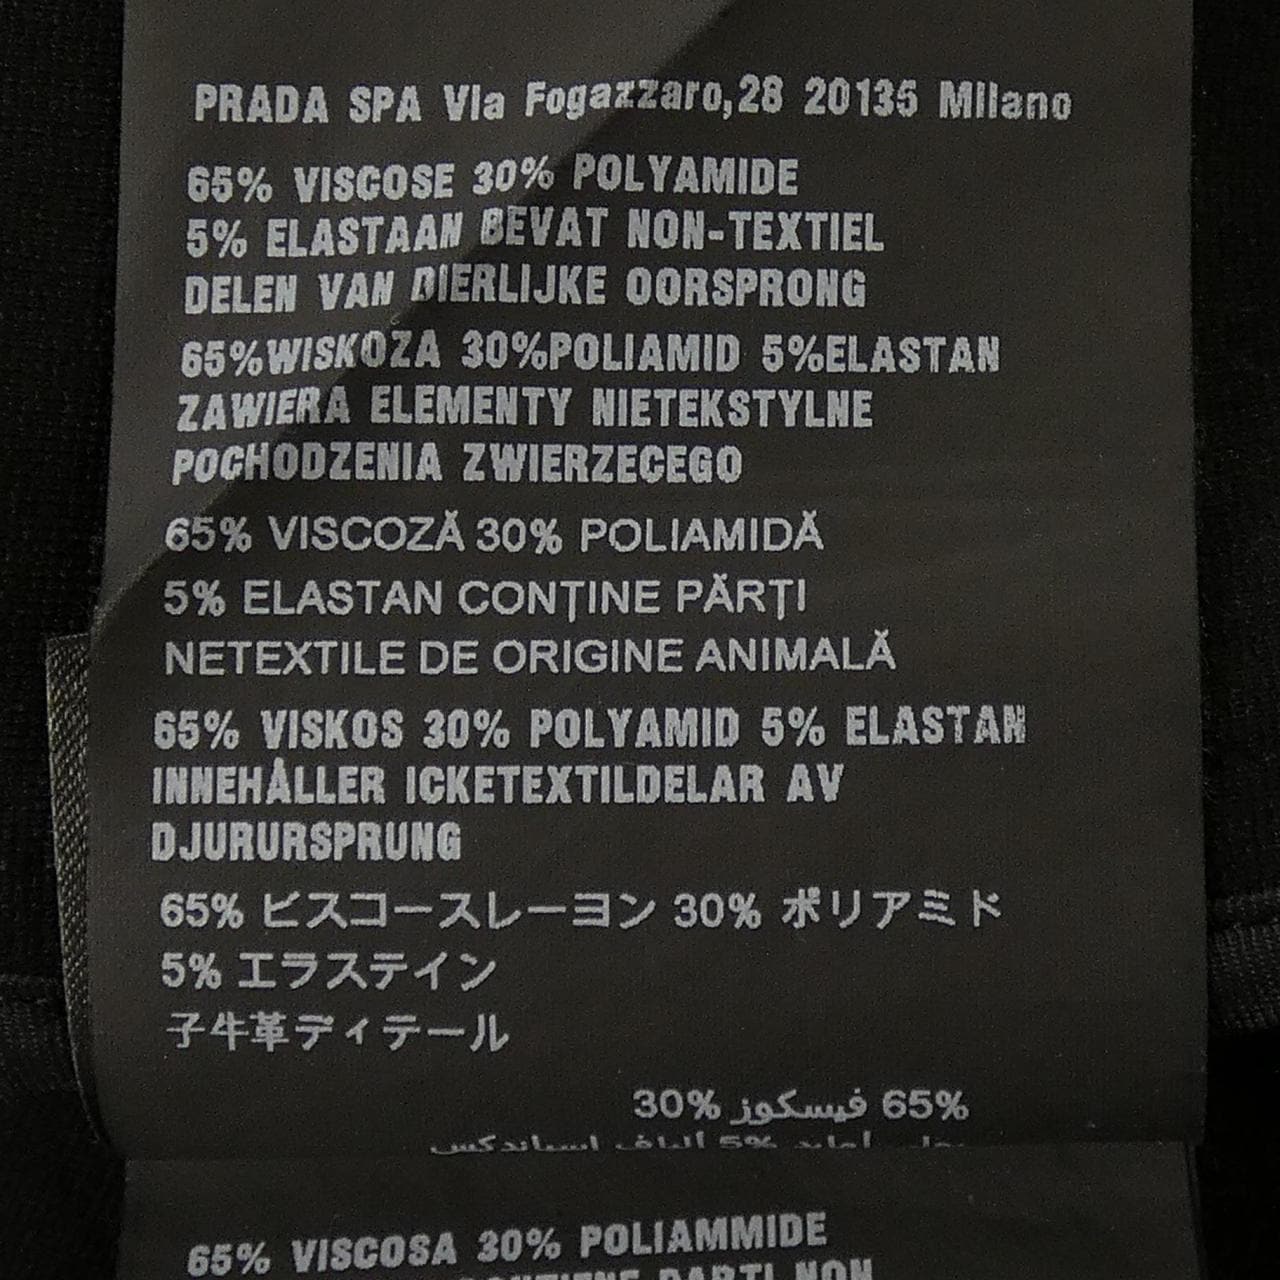 PRADA SPA Via Fogazzaro,28 20135 Milano
65% VISCOSE 30% POLYAMIDE
5% ELASTAAN BEVAT NON-TEXTIEL
DELEN VAN DIERLIJKE OORSPRONG
65%WISKOZA 30%POLIAMID 5%ELASTAN
ZAWIERA ELEMENTY NIETEKSTYLNE
POCHODZENIA ZWIERZECEGO
65% VISCOZĂ 30% POLIAMIDĂ
5% ELASTAN CONȚINE PĂRȚI
NETEXTILE DE ORIGINE ANIMALĂ
65% VISKOS 30% POLYAMID 5% ELASTAN
INNEHÅLLER ICKETEXTILDELAR AV
DJURURSPRUNG
65% ビスコースレーヨン 30% ポリアミド
5% エラステイン
子牛革ディテール
65% فيسكوز 30%
5% ألياف
65% VISCOSA 30% POLIAMMIDE
PARTI NON